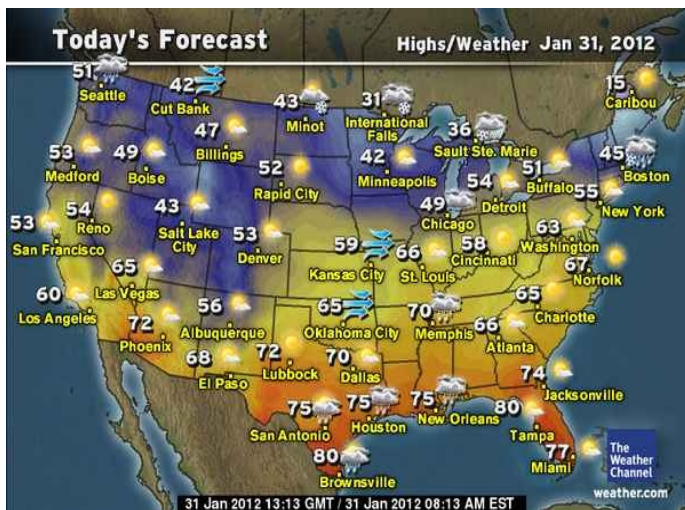 Today's Forecast
Highs/Weather Jan 31, 2012
51
Seattle
42
Cut Bank
43
Minot
31
International
Falls
15
Caribou
47
Billings
36
Sault Ste. Marie
45
Boston
53
Medford
49
Boise
52
Rapid City
42
Minneapolis
49
Chicago
54
Detroit
51
Buffalo
55
New York
53
San Francisco
54
Reno
43
Salt Lake
City
53
Denver
59
Kansas City
66
St. Louis
58
Cincinnati
63
Washington
67
Norfolk
60
Los Angeles
65
Las Vegas
72
Phoenix
56
Albuquerque
65
Oklahoma City
70
Memphis
66
Atlanta
65
Charlotte
68
El Paso
72
Lubbock
70
Dallas
74
Jacksonville
75
San Antonio
75
Houston
75
New Orleans
80
Tampa
80
Brownsville
77
Miami
The
Weather
Channel
weather.com
31 Jan 2012 13:13 GMT / 31 Jan 2012 08:13 AM EST